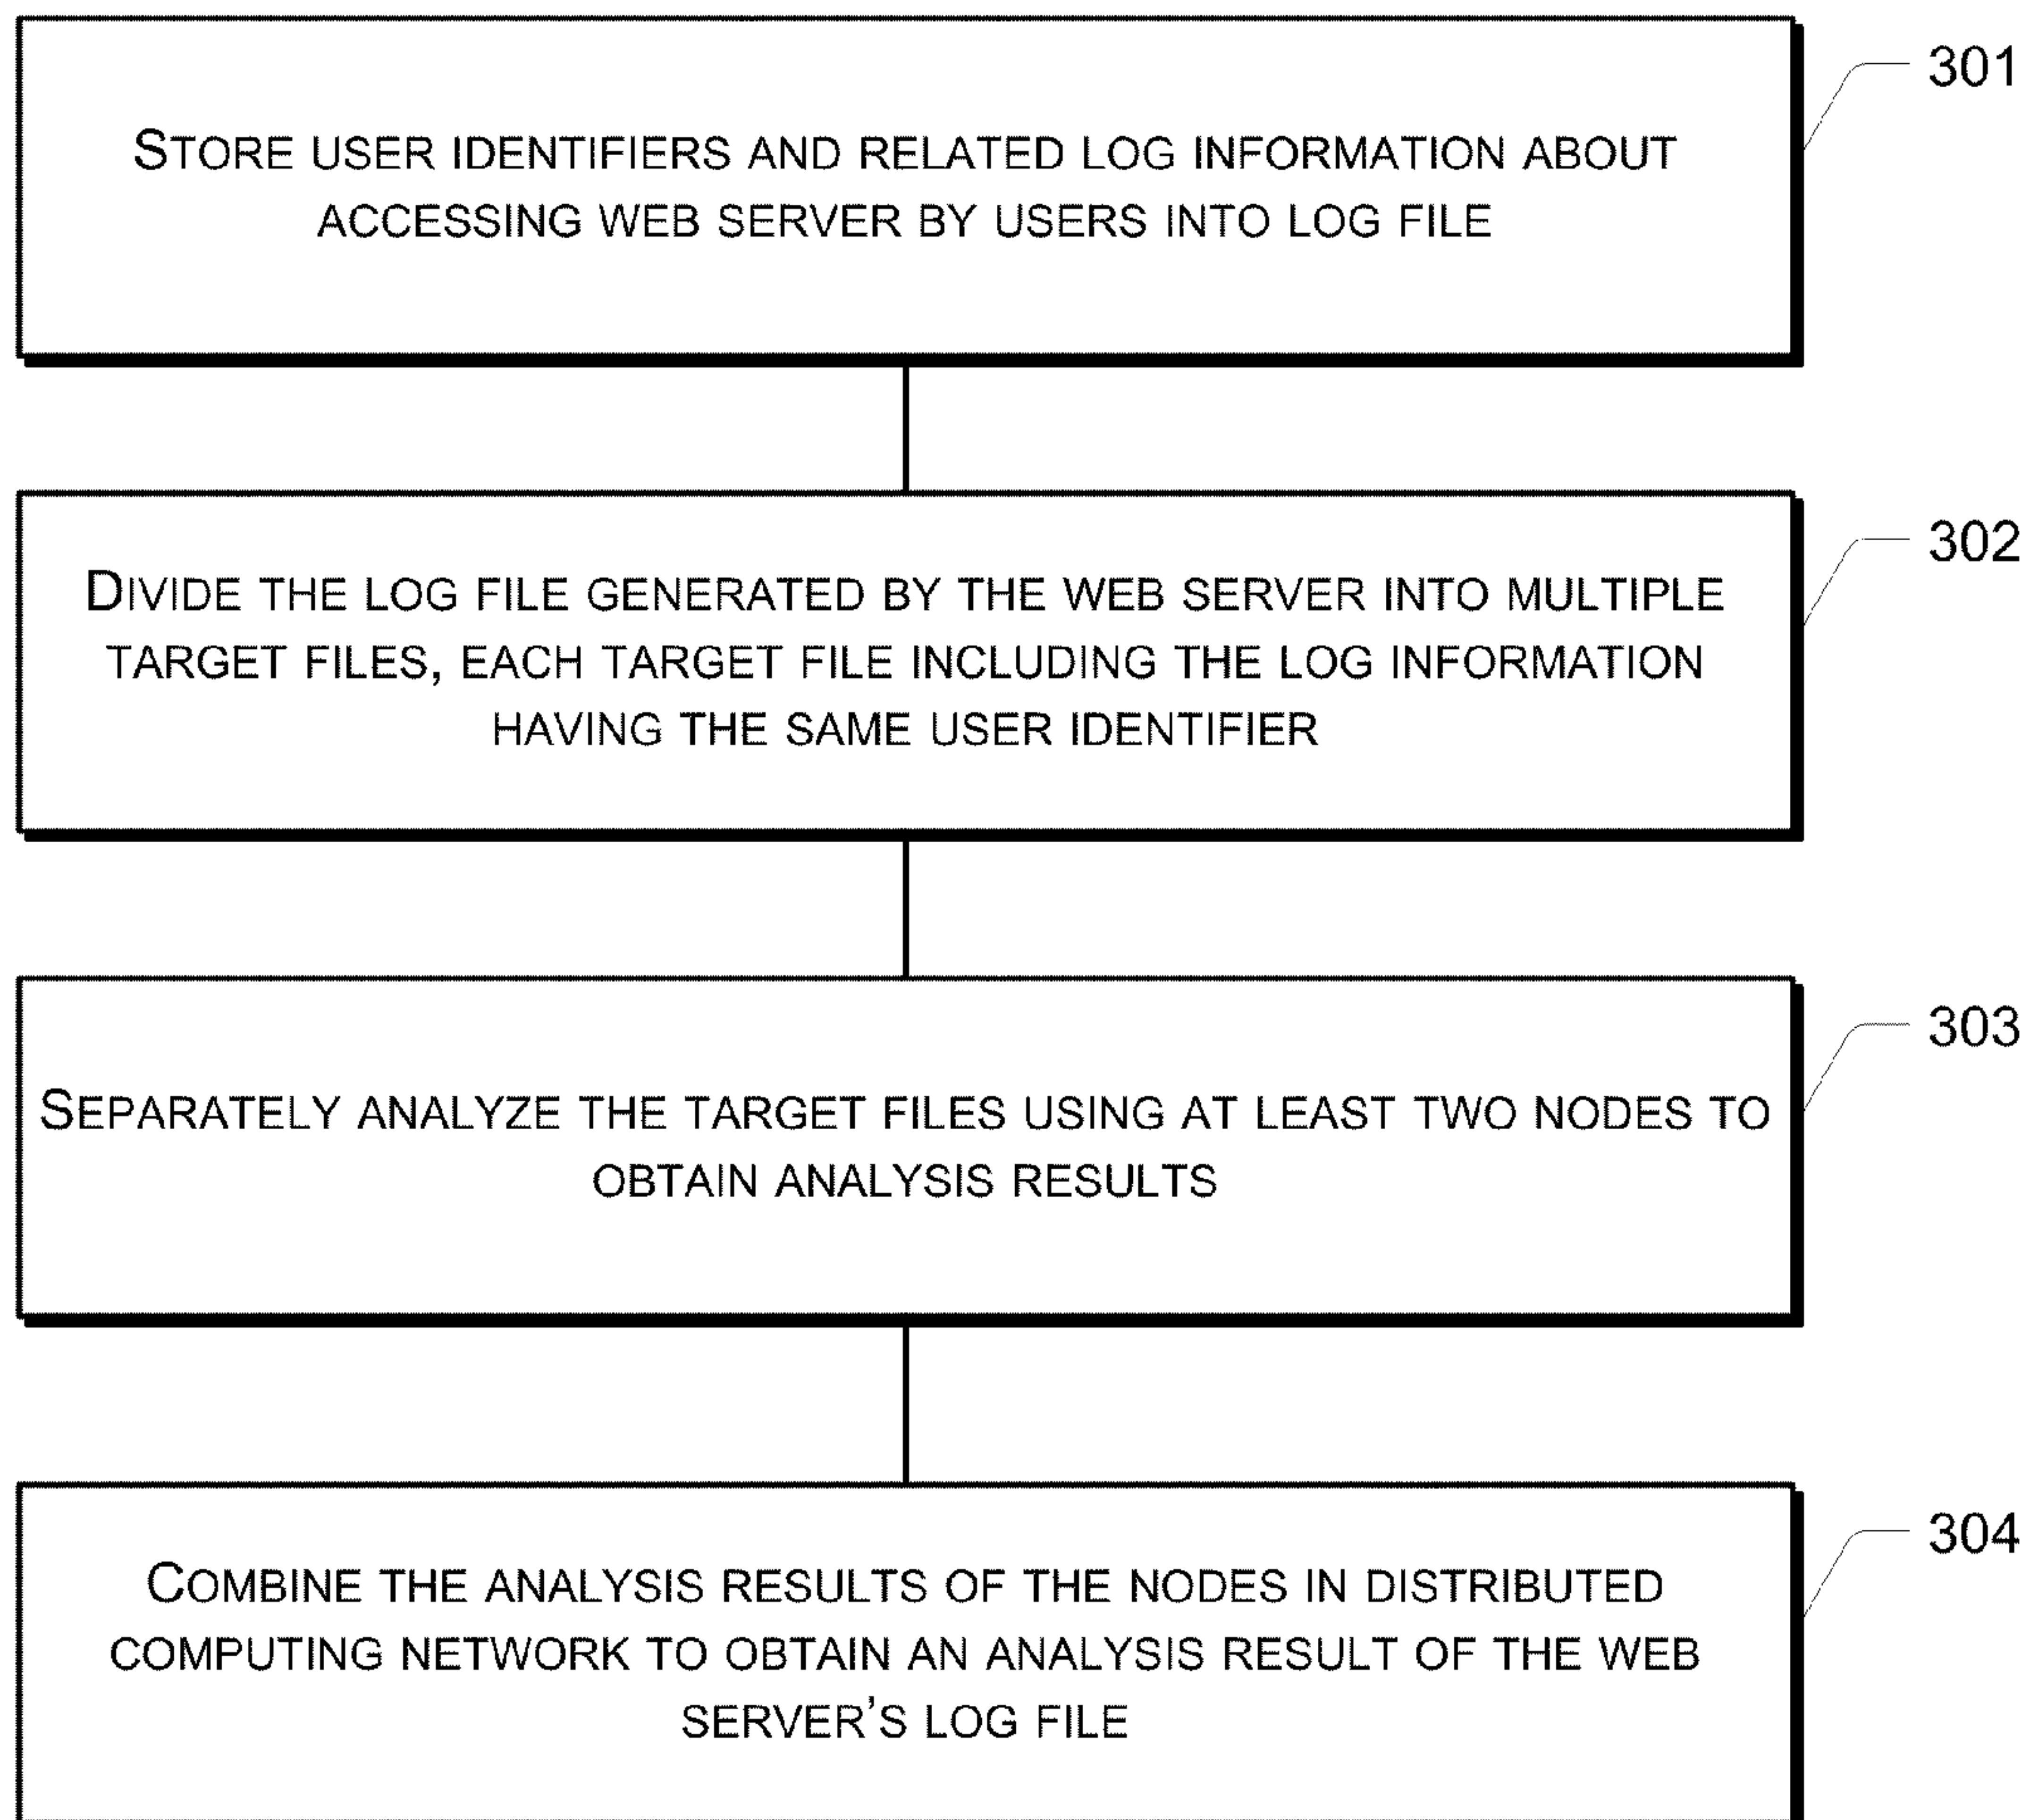 STORE USER IDENTIFIERS AND RELATED LOG INFORMATION ABOUT
ACCESSING WEB SERVER BY USERS INTO LOG FILE
301
DIVIDE THE LOG FILE GENERATED BY THE WEB SERVER INTO MULTIPLE
TARGET FILES, EACH TARGET FILE INCLUDING THE LOG INFORMATION
HAVING THE SAME USER IDENTIFIER
302
SEPARATELY ANALYZE THE TARGET FILES USING AT LEAST TWO NODES TO
OBTAIN ANALYSIS RESULTS
303
COMBINE THE ANALYSIS RESULTS OF THE NODES IN DISTRIBUTED
COMPUTING NETWORK TO OBTAIN AN ANALYSIS RESULT OF THE WEB
SERVER'S LOG FILE
304